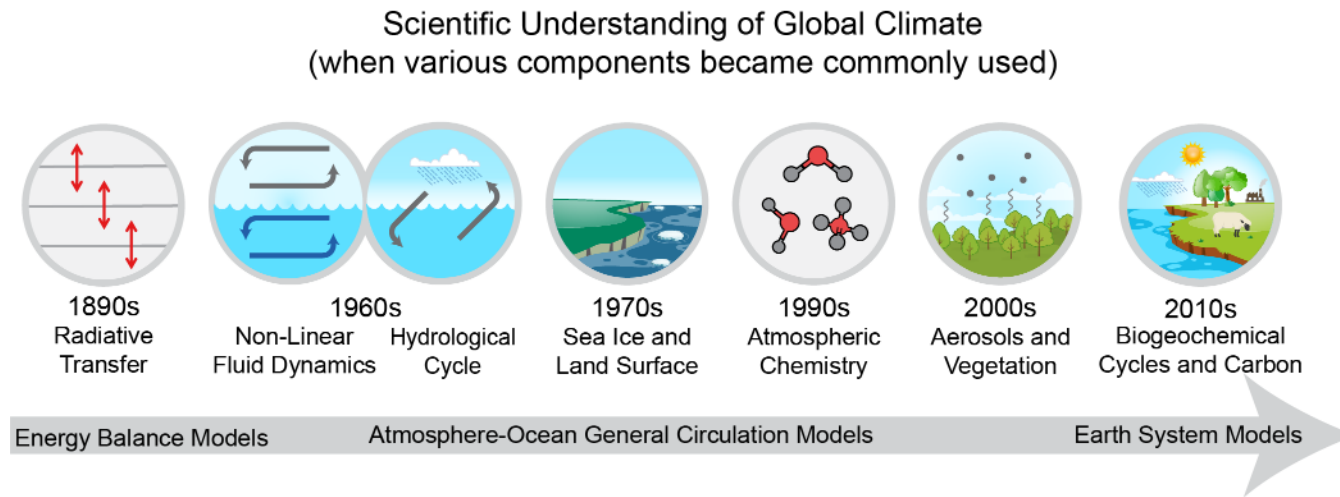 Scientific Understanding of Global Climate
(when various components became commonly used)
1890s
Radiative
Transfer
1960s
Non-Linear
Fluid Dynamics
Hydrological
Cycle
1970s
Sea Ice and
Land Surface
1990s
Atmospheric
Chemistry
2000s
Aerosols and
Vegetation
2010s
Biogeochemical
Cycles and Carbon
Energy Balance Models
Atmosphere-Ocean General Circulation Models
Earth System Models